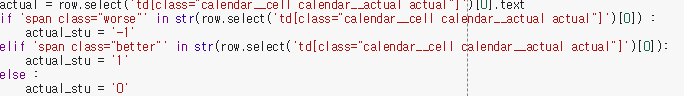 actual = row.select('td[class="calendar__cell calendar__actual actual"]')[0].text
if 'span class="worse"' in str(row.select('td[class="calendar__cell calendar__actual actual"]')[0]) :
actual_stu = '-1'
elif 'span class="better"' in str(row.select('td[class="calendar__cell calendar__actual actual"]')[0]):
actual_stu = '1'
else :
actual_stu = '0'